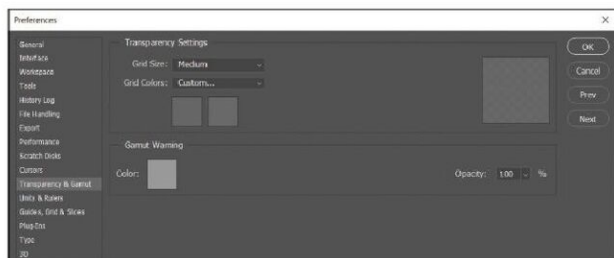 Preferences
General
Interface
Workspace
Tools
History Log
File Handling
Export
Performance
Scratch Disks
Cursors
Transparency & Gamut
Units & Rulers
Guides, Grid & Slices
Plug-Ins
Type
3D
Transparency Settings
Grid Size: Medium
Grid Colors: Custom...
Gamut Warning
Color:
Opacity: 100 %
OK
Cancel
Prev
Next